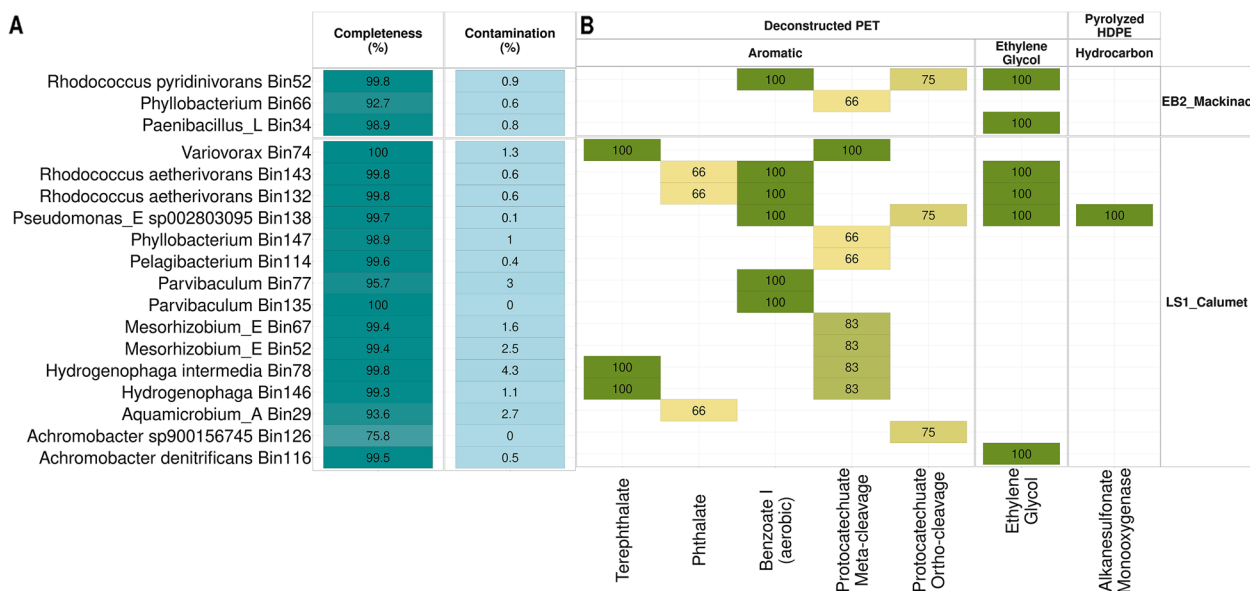 A
B
Completeness
(%)
Contamination
(%)
Deconstructed PET
Pyrolyzed
HDPE
Aromatic
Ethylene
Glycol
Hydrocarbon
Rhodococcus pyridinivorans Bin52 99.8 0.9 100 75 100
Phyllobacterium Bin66 92.7 0.6 66
Paenibacillus_L Bin34 98.9 0.8 100
EB2_Mackinac
Variovorax Bin74 100 1.3 100 100
Rhodococcus aetherivorans Bin143 99.8 0.6 66 100 100
Rhodococcus aetherivorans Bin132 99.8 0.6 66 100 100
Pseudomonas_E sp002803095 Bin138 99.7 0.1 100 75 100 100
Phyllobacterium Bin147 98.9 1 66
Pelagibacterium Bin114 99.6 0.4 66
Parvibaculum Bin77 95.7 3 100
Parvibaculum Bin135 100 0 100
LS1_Calumet
Mesorhizobium_E Bin67 99.4 1.6 83
Mesorhizobium_E Bin52 99.4 2.5 83
Hydrogenophaga intermedia Bin78 99.8 4.3 100 83
Hydrogenophaga Bin146 99.3 1.1 100 83
Aquamicrobium_A Bin29 93.6 2.7 66
Achromobacter sp900156745 Bin126 75.8 0 75
Achromobacter denitrificans Bin116 99.5 0.5 100
Terephthalate
Phthalate
Benzoate I
(aerobic)
Protocatechuate
Meta-cleavage
Protocatechuate
Ortho-cleavage
Ethylene
Glycol
Alkanesulfonate
Monooxygenase